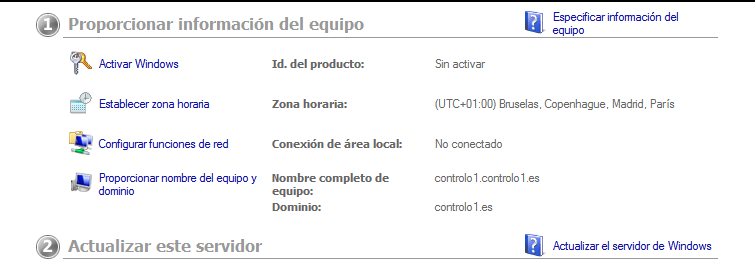 1 Proporcionar información del equipo
Especificar información del
equipo
Activar Windows Id. del producto: Sin activar
Establecer zona horaria Zona horaria: (UTC+01:00) Bruselas, Copenhague, Madrid, París
Configurar funciones de red Conexión de área local: No conectado
Proporcionar nombre del equipo y
dominio
Nombre completo de
equipo:
controlo1.controlo1.es
Dominio: controlo1.es
2 Actualizar este servidor
Actualizar el servidor de Windows